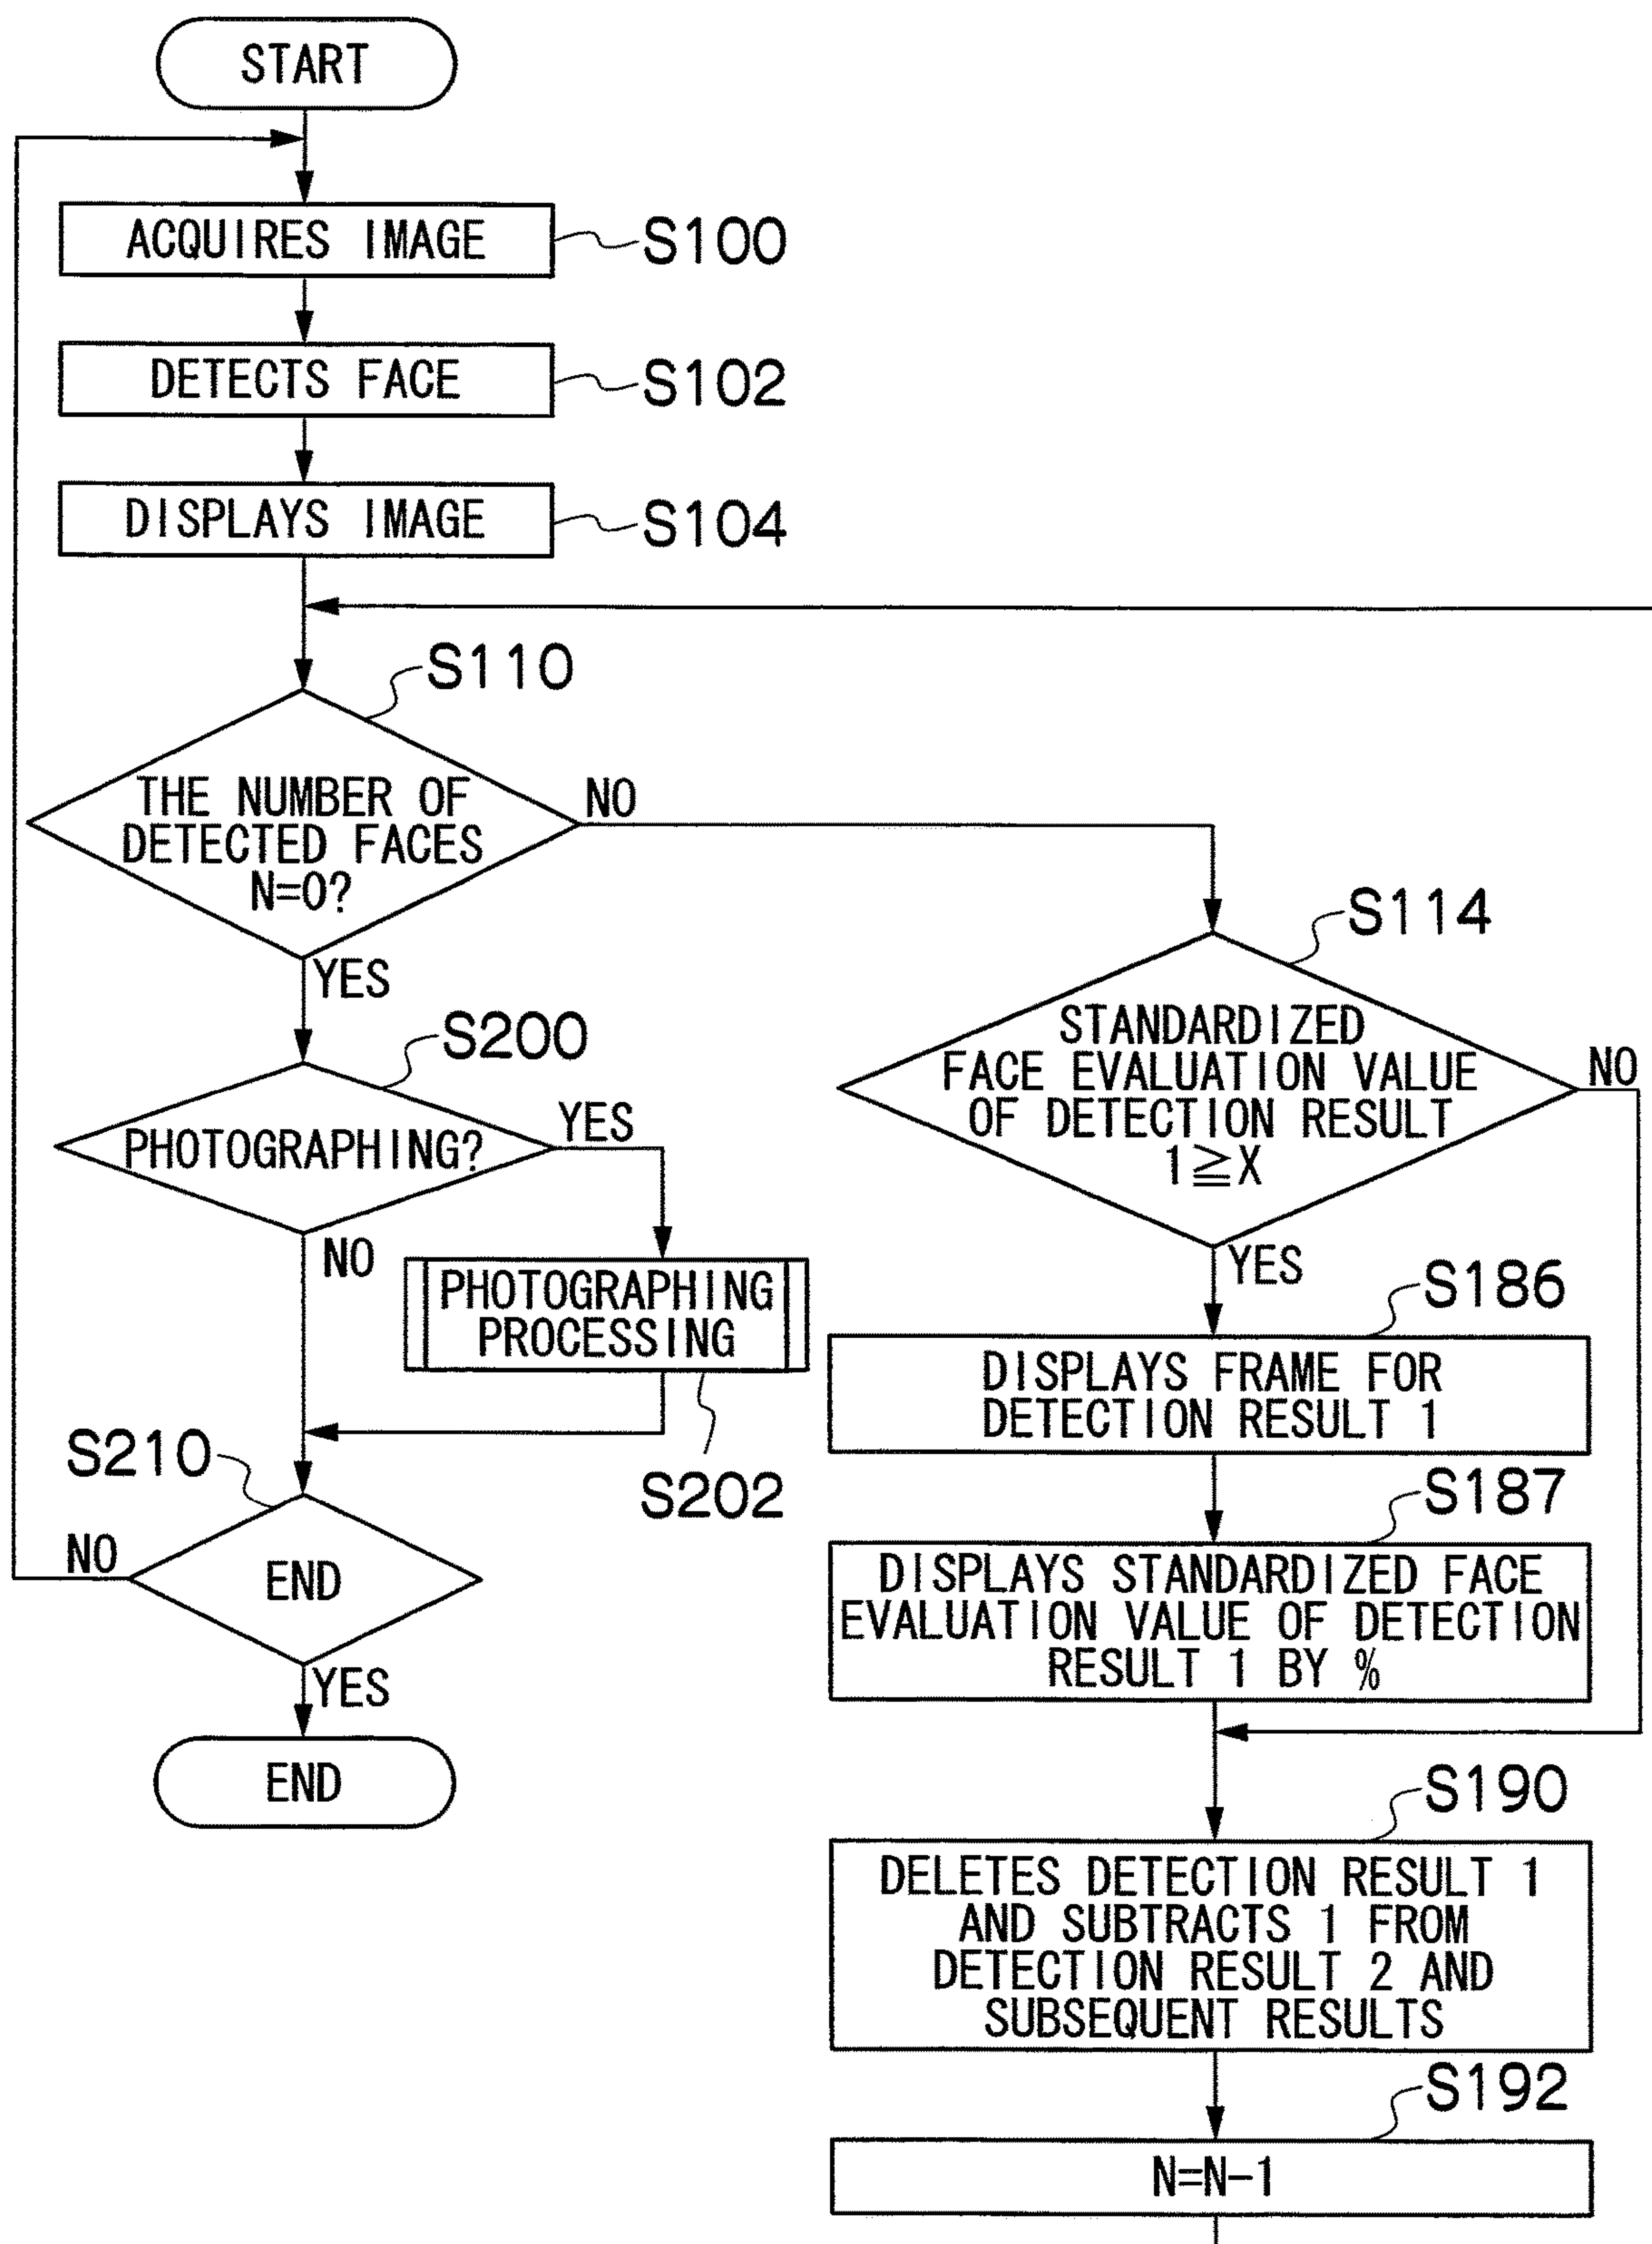 START
ACQUIRES IMAGE
S100
DETECTS FACE
S102
DISPLAYS IMAGE
S104
S110
THE NUMBER OF
DETECTED FACES
N=0?
NO
YES
S114
STANDARDIZED
FACE EVALUATION VALUE
OF DETECTION RESULT
1≧X
NO
YES
S200
PHOTOGRAPHING?
YES
NO
PHOTOGRAPHING
PROCESSING
S202
S186
DISPLAYS FRAME FOR
DETECTION RESULT 1
S210
END
NO
YES
END
S187
DISPLAYS STANDARDIZED FACE
EVALUATION VALUE OF DETECTION
RESULT 1 BY %
S190
DELETES DETECTION RESULT 1
AND SUBTRACTS 1 FROM
DETECTION RESULT 2 AND
SUBSEQUENT RESULTS
S192
N=N-1